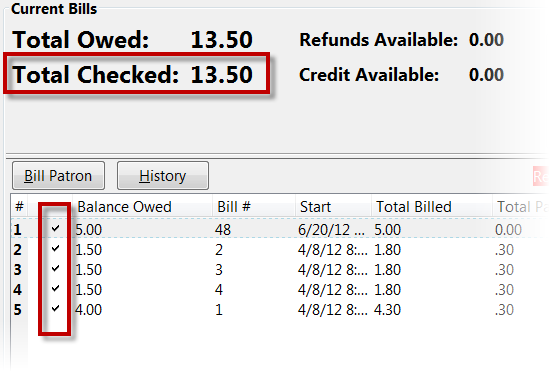 Current Bills
Total Owed: 13.50 Refunds Available: 0.00
Total Checked: 13.50 Credit Available: 0.00
Bill Patron History
# Balance Owed Bill # Start Total Billed Total
1 ✓ 5.00 48 6/20/12 ... 5.00 0.00
2 ✓ 1.50 2 4/8/12 8:... 1.80 .30
3 ✓ 1.50 3 4/8/12 8:... 1.80 .30
4 ✓ 1.50 4 4/8/12 8:... 1.80 .30
5 ✓ 4.00 1 4/8/12 8:... 4.30 .30